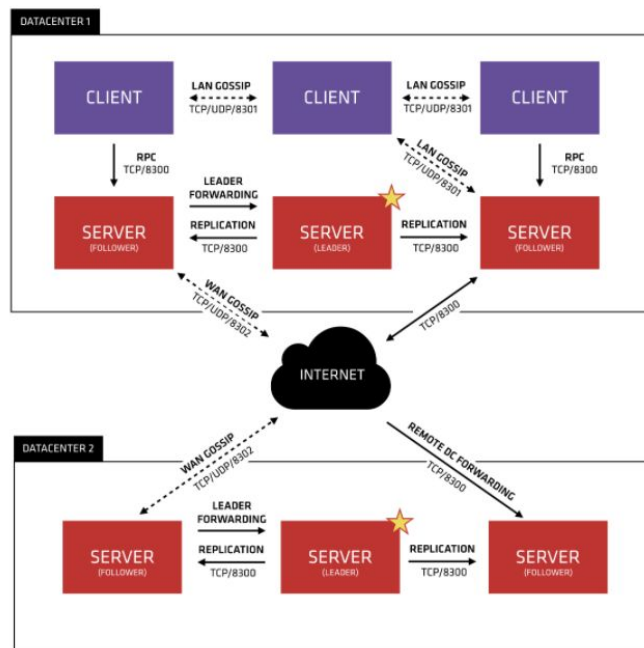 DATACENTER 1
LAN GOSSIP
TCP/UDP/8301
LAN GOSSIP
TCP/UDP/8301
CLIENT
CLIENT
CLIENT
RPC
TCP/8300
LAN GOSSIP
TCP/UDP/8301
RPC
TCP/8300
LEADER
FORWARDING
REPLICATION
TCP/8300
REPLICATION
TCP/8300
SERVER
(FOLLOWER)
SERVER
(LEADER)
SERVER
(FOLLOWER)
WAN GOSSIP
TCP/UDP/8302
TCP/8300
INTERNET
DATACENTER 2
WAN GOSSIP
TCP/UDP/8302
REMOTE DC FORWARDING
TCP/8300
LEADER
FORWARDING
REPLICATION
TCP/8300
REPLICATION
TCP/8300
SERVER
(FOLLOWER)
SERVER
(LEADER)
SERVER
(FOLLOWER)